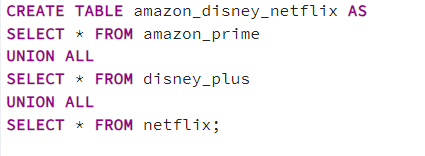 CREATE TABLE amazon_disney_netflix AS
SELECT * FROM amazon_prime
UNION ALL
SELECT * FROM disney_plus
UNION ALL
SELECT * FROM netflix;